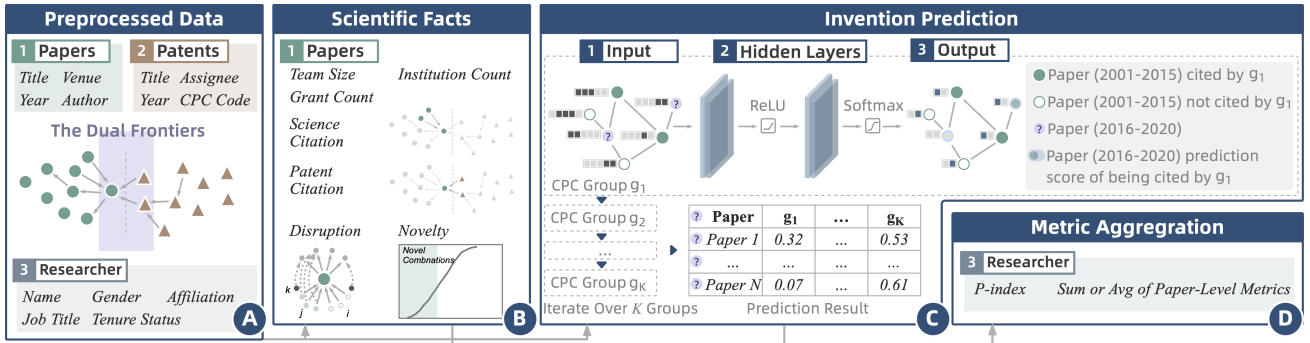 Preprocessed Data
1 Papers
Title Venue
Year Author
2 Patents
Title Assignee
Year CPC Code
The Dual Frontiers
3 Researcher
Name Gender Affiliation
Job Title Tenure Status
A
Scientific Facts
1 Papers
Team Size Institution Count
Grant Count
Science
Citation
Patent
Citation
Disruption Novelty
k
j i
Novel
Combnations
B
Invention Prediction
1 Input
2 Hidden Layers
3 Output
?
?
ReLU
Softmax
Paper (2001-2015) cited by g1
Paper (2001-2015) not cited by g1
? Paper (2016-2020)
Paper (2016-2020) prediction
score of being cited by g1
CPC Group g1
CPC Group g2
...
CPC Group gK
Iterate Over K Groups
? Paper g1 ... gK
? Paper 1 0.32 ... 0.53
? ... ... ...
? Paper N 0.07 ... 0.61
Prediction Result
C
Metric Aggregration
3 Researcher
P-index Sum or Avg of Paper-Level Metrics
D